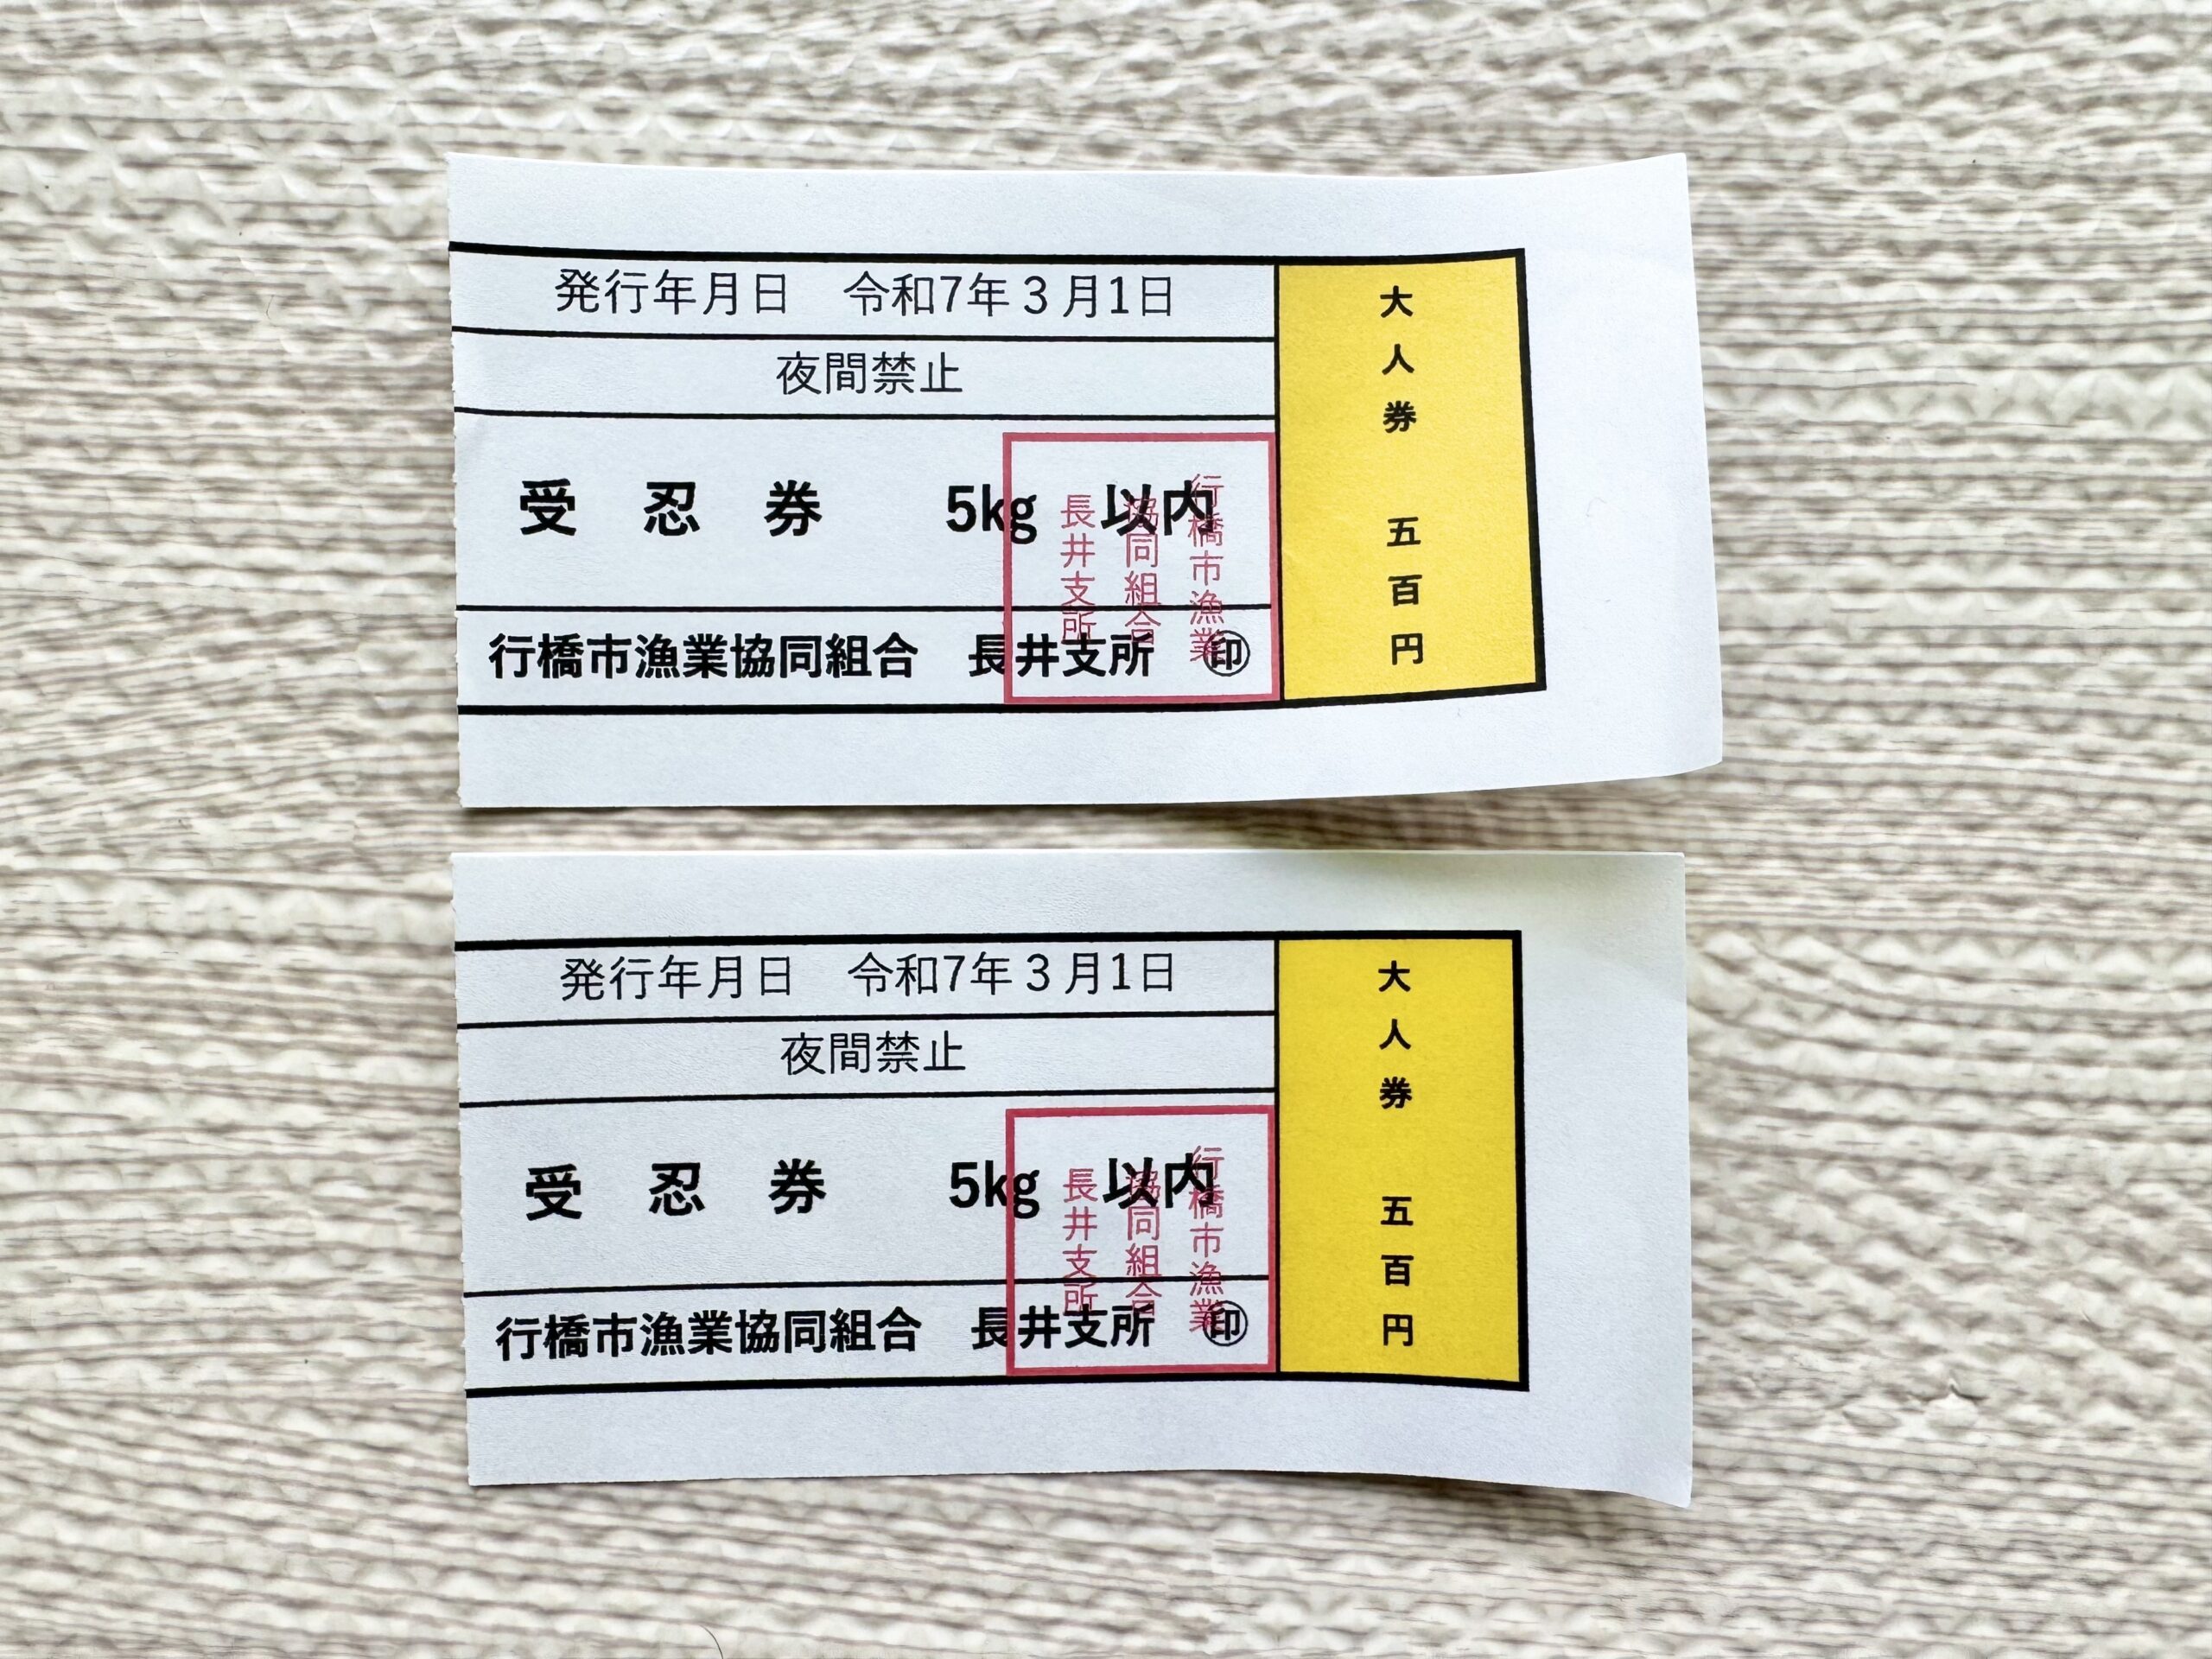 発行年月日　令和7年３月1日
夜間禁止
受　忍　券　　5kg　以内
行橋市漁業協同組合　長井支所　㊞
行橋市漁業
協同組合
長井支所
大人券　五百円
発行年月日　令和7年３月1日
夜間禁止
受　忍　券　　5kg　以内
行橋市漁業協同組合　長井支所　㊞
行橋市漁業
協同組合
長井支所
大人券　五百円